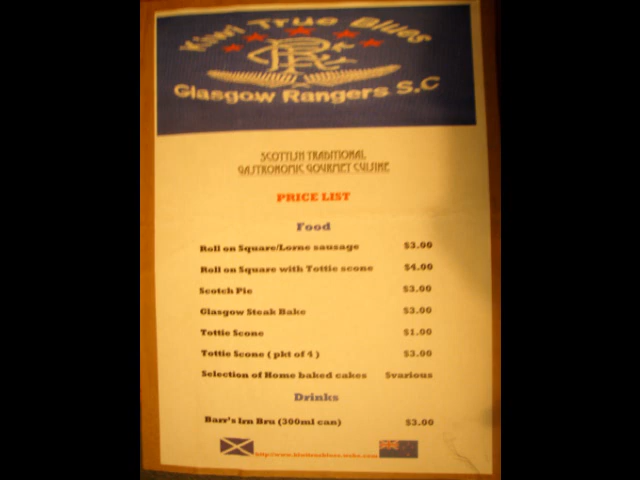 Kiwi True Blues
Glasgow Rangers S.C
SCOTTISH TRADITIONAL
GASTRONOMIC GOURMET CUISINE
PRICE LIST
Food
Roll on Square/Lorne sausage $3.00
Roll on Square with Tottie scone $4.00
Scotch Pie $3.00
Glasgow Steak Bake $3.00
Tottie Scone $1.00
Tottie Scone ( pkt of 4 ) $3.00
Selection of Home baked cakes $various
Drinks
Barr's Irn Bru (300ml can) $3.00